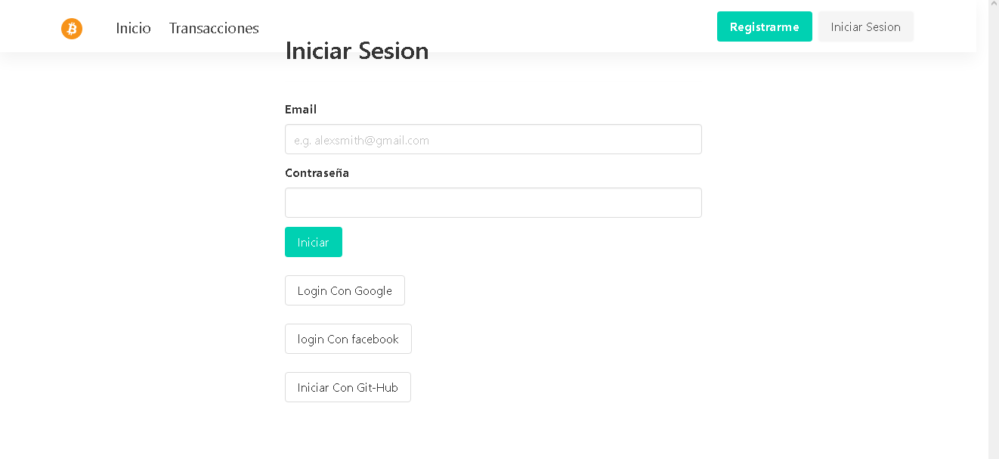 Inicio Transacciones Registrarme Iniciar Sesion
Iniciar Sesion
Email
e.g. alexsmith@gmail.com
Contraseña
Iniciar
Login Con Google
login Con facebook
Iniciar Con Git-Hub